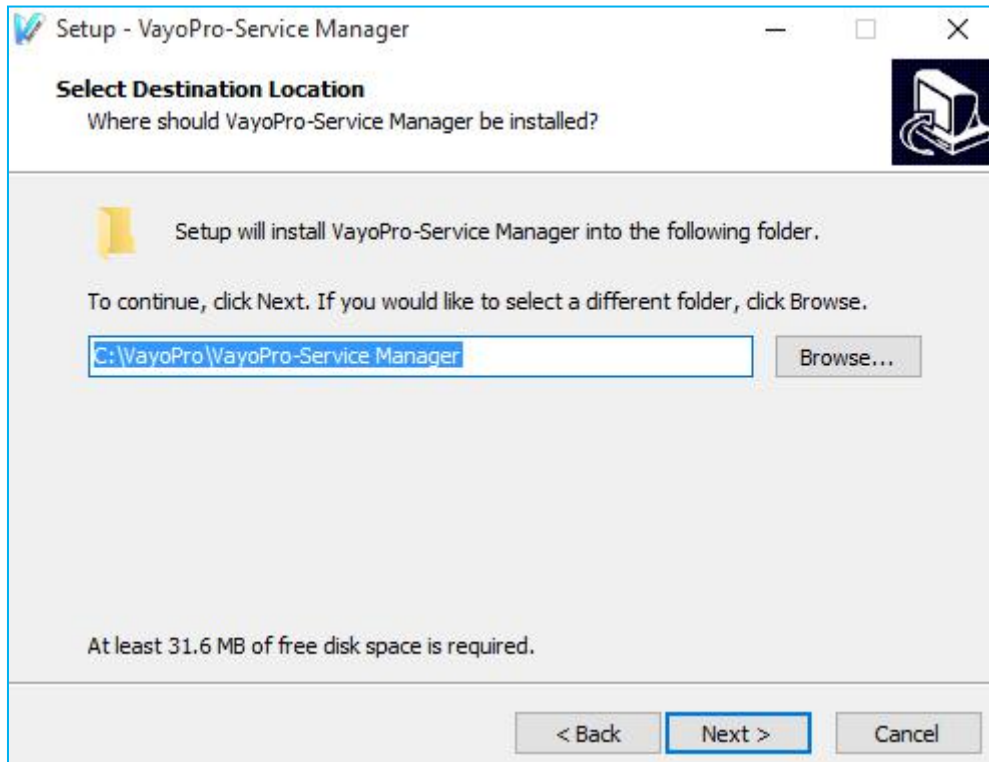 Setup - VayoPro-Service Manager
Select Destination Location
Where should VayoPro-Service Manager be installed?
Setup will install VayoPro-Service Manager into the following folder.
To continue, click Next. If you would like to select a different folder, click Browse.
C:\VayoPro\VayoPro-Service Manager
Browse...
At least 31.6 MB of free disk space is required.
< Back
Next >
Cancel